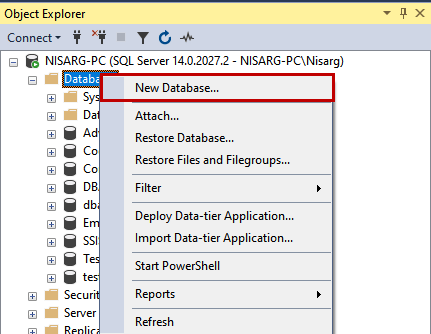 Object Explorer
Connect
NISARG-PC (SQL Server 14.0.2027.2 - NISARG-PC\Nisarg)
Databa
New Database...
Sys
Dat
Attach...
Adv
Restore Database...
Co
Restore Files and Filegroups...
Co
DBA
Filter
dba
Em
Deploy Data-tier Application...
SSI
Import Data-tier Application...
Tes
Start PowerShell
test
Securit
Reports
Server
Refresh
Replica